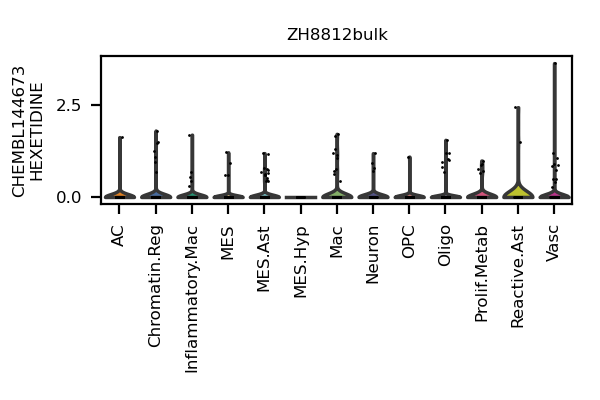 ZH8812bulk
CHEMBL144673
HEXETIDINE
2.5
0.0
AC
Chromatin.Reg
Inflammatory.Mac
MES
MES.Ast
MES.Hyp
Mac
Neuron
OPC
Oligo
Prolif.Metab
Reactive.Ast
Vasc